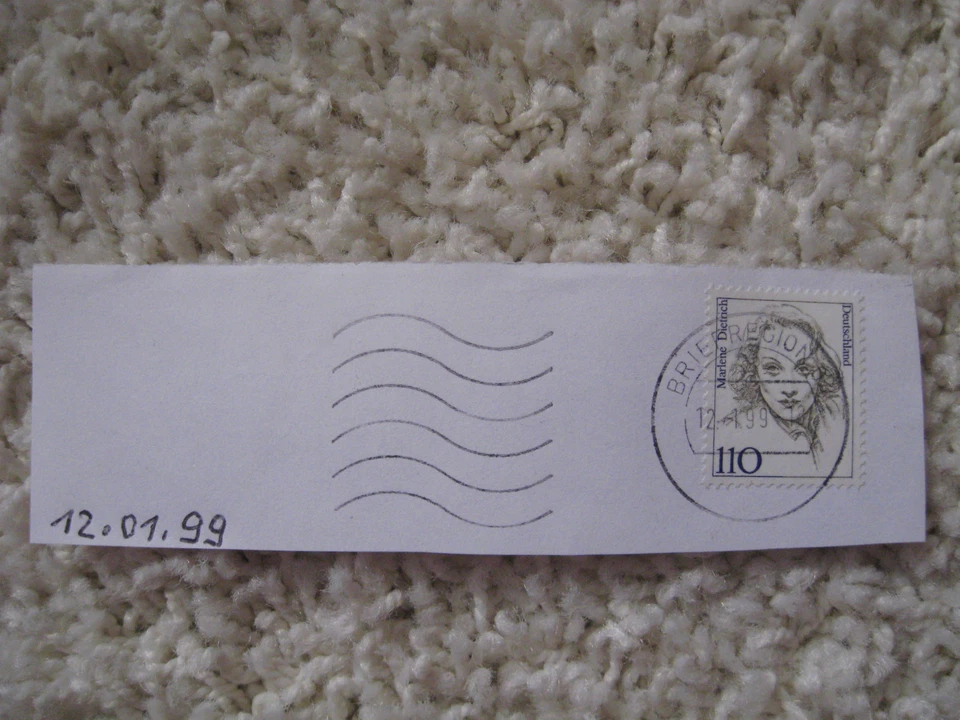 Marlene Dietrich
Deutschland
110
BRIEFREGION
12.-1.99
12.01.99